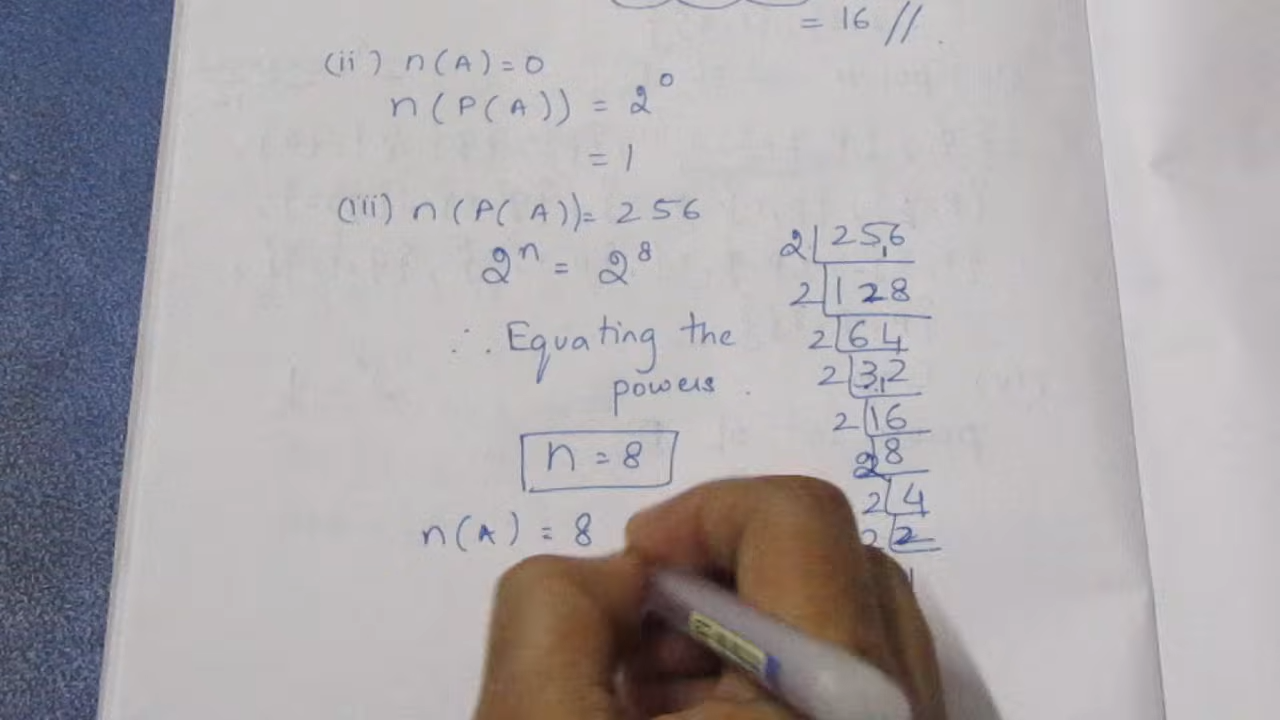 = 16 //
(ii) n(A) = 0
n(P(A)) = 2⁰
= 1
(iii) n(P(A)) = 256
2ⁿ = 2⁸
∴ Equating the
powers.
n = 8
n(A) = 8
2 | 256
2 | 128
2 | 64
2 | 32
2 | 16
2 | 8
2 | 4
2 | 2
1